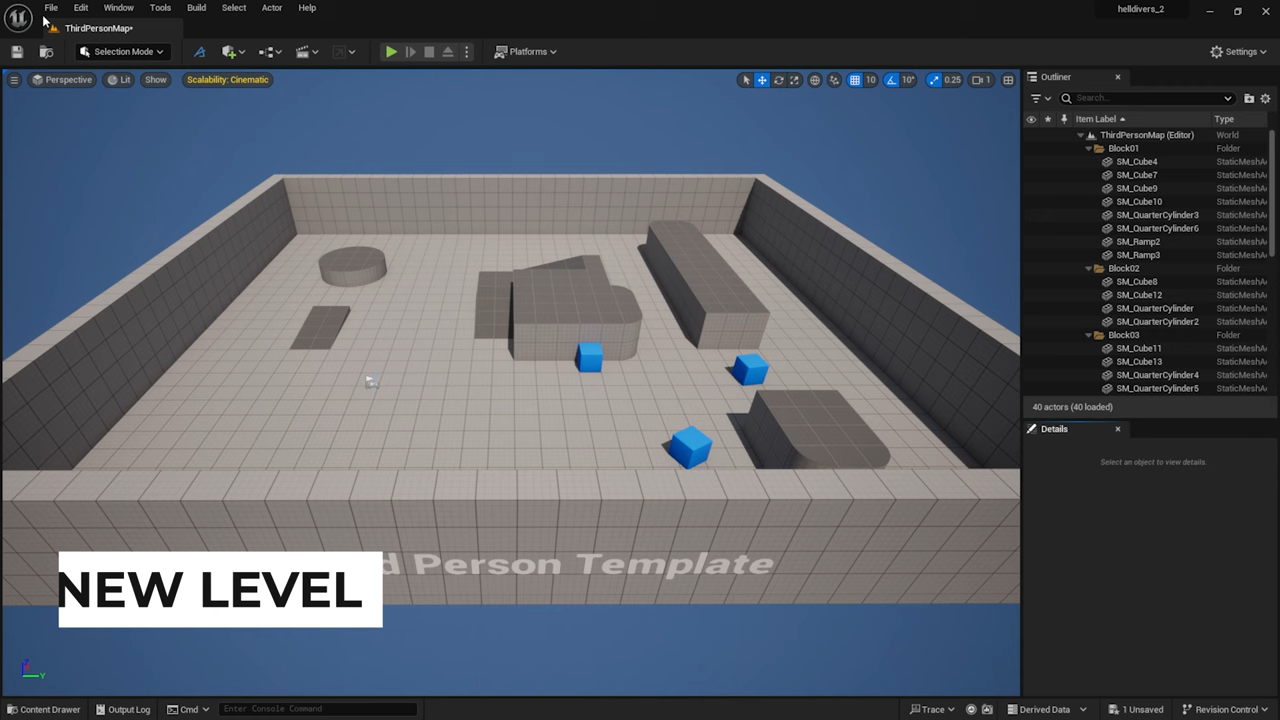 File Edit Window Tools Build Select Actor Help
helldivers_2
ThirdPersonMap•
Selection Mode
Platforms
Settings
Perspective Lit Show Scalability: Cinematic
10 10° 0.25 1
Outliner
Search...
Item Label Type
ThirdPersonMap (Editor) World
Block01 Folder
SM_Cube4 StaticMeshA
SM_Cube7 StaticMeshA
SM_Cube9 StaticMeshA
SM_Cube10 StaticMeshA
SM_QuarterCylinder3 StaticMeshA
SM_QuarterCylinder6 StaticMeshA
SM_Ramp2 StaticMeshA
SM_Ramp3 StaticMeshA
Block02 Folder
SM_Cube8 StaticMeshA
SM_Cube12 StaticMeshA
SM_QuarterCylinder StaticMeshA
SM_QuarterCylinder2 StaticMeshA
Block03 Folder
SM_Cube11 StaticMeshA
SM_Cube13 StaticMeshA
SM_QuarterCylinder4 StaticMeshA
SM_QuarterCylinder5 StaticMeshA
40 actors (40 loaded)
Details
Select an object to view details.
d Person Template
NEW LEVEL
Z
Y
Content Drawer Output Log Cmd Enter Console Command Trace Derived Data 1 Unsaved Revision Control